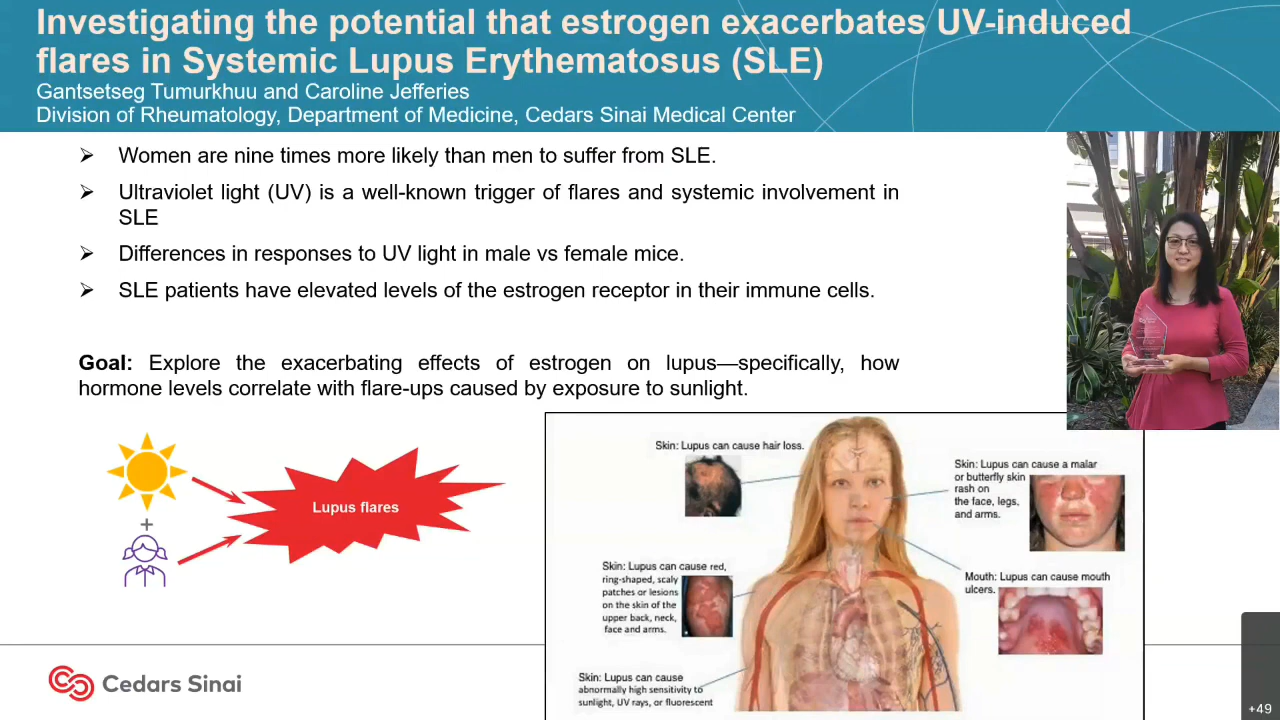 Investigating the potential that estrogen exacerbates UV-induced
flares in Systemic Lupus Erythematosus (SLE)
Gantsetseg Tumurkhuu and Caroline Jefferies
Division of Rheumatology, Department of Medicine, Cedars Sinai Medical Center
➢ Women are nine times more likely than men to suffer from SLE.
➢ Ultraviolet light (UV) is a well-known trigger of flares and systemic involvement in
SLE
➢ Differences in responses to UV light in male vs female mice.
➢ SLE patients have elevated levels of the estrogen receptor in their immune cells.
Goal: Explore the exacerbating effects of estrogen on lupus—specifically, how
hormone levels correlate with flare-ups caused by exposure to sunlight.
+
Lupus flares
Skin: Lupus can cause hair loss.
Skin: Lupus can cause a malar
or butterfly skin
rash on
the face, legs,
and arms.
Skin: Lupus can cause red,
ring-shaped, scaly
patches or lesions
on the skin of the
upper back, neck,
face and arms.
Mouth: Lupus can cause mouth
ulcers.
Skin: Lupus can cause
abnormally high sensitivity to
sunlight, UV rays, or fluorescent
Cedars Sinai
+49